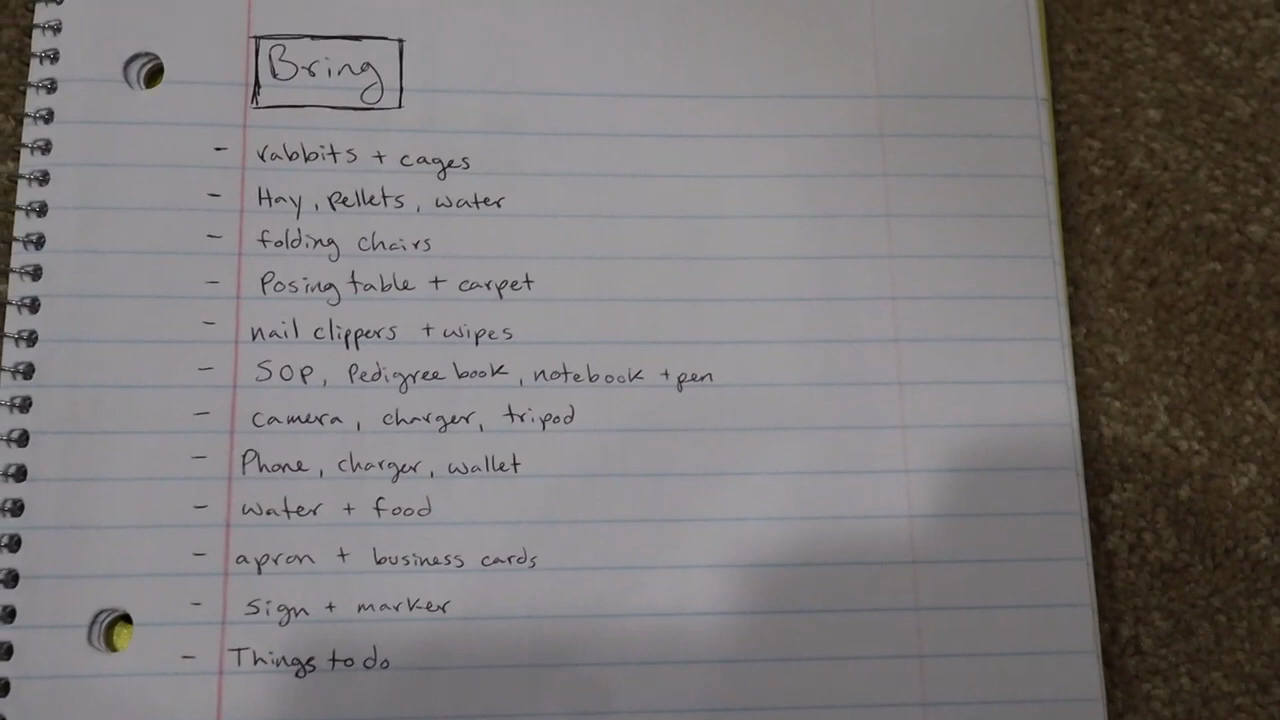 Bring
- rabbits + cages
- Hay, pellets, water
- folding chairs
- Posing table + carpet
- nail clippers + wipes
- SOP, Pedigree book, notebook + pen
- camera, charger, tripod
- Phone, charger, wallet
- water + food
- apron + business cards
- Sign + marker
- Things to do